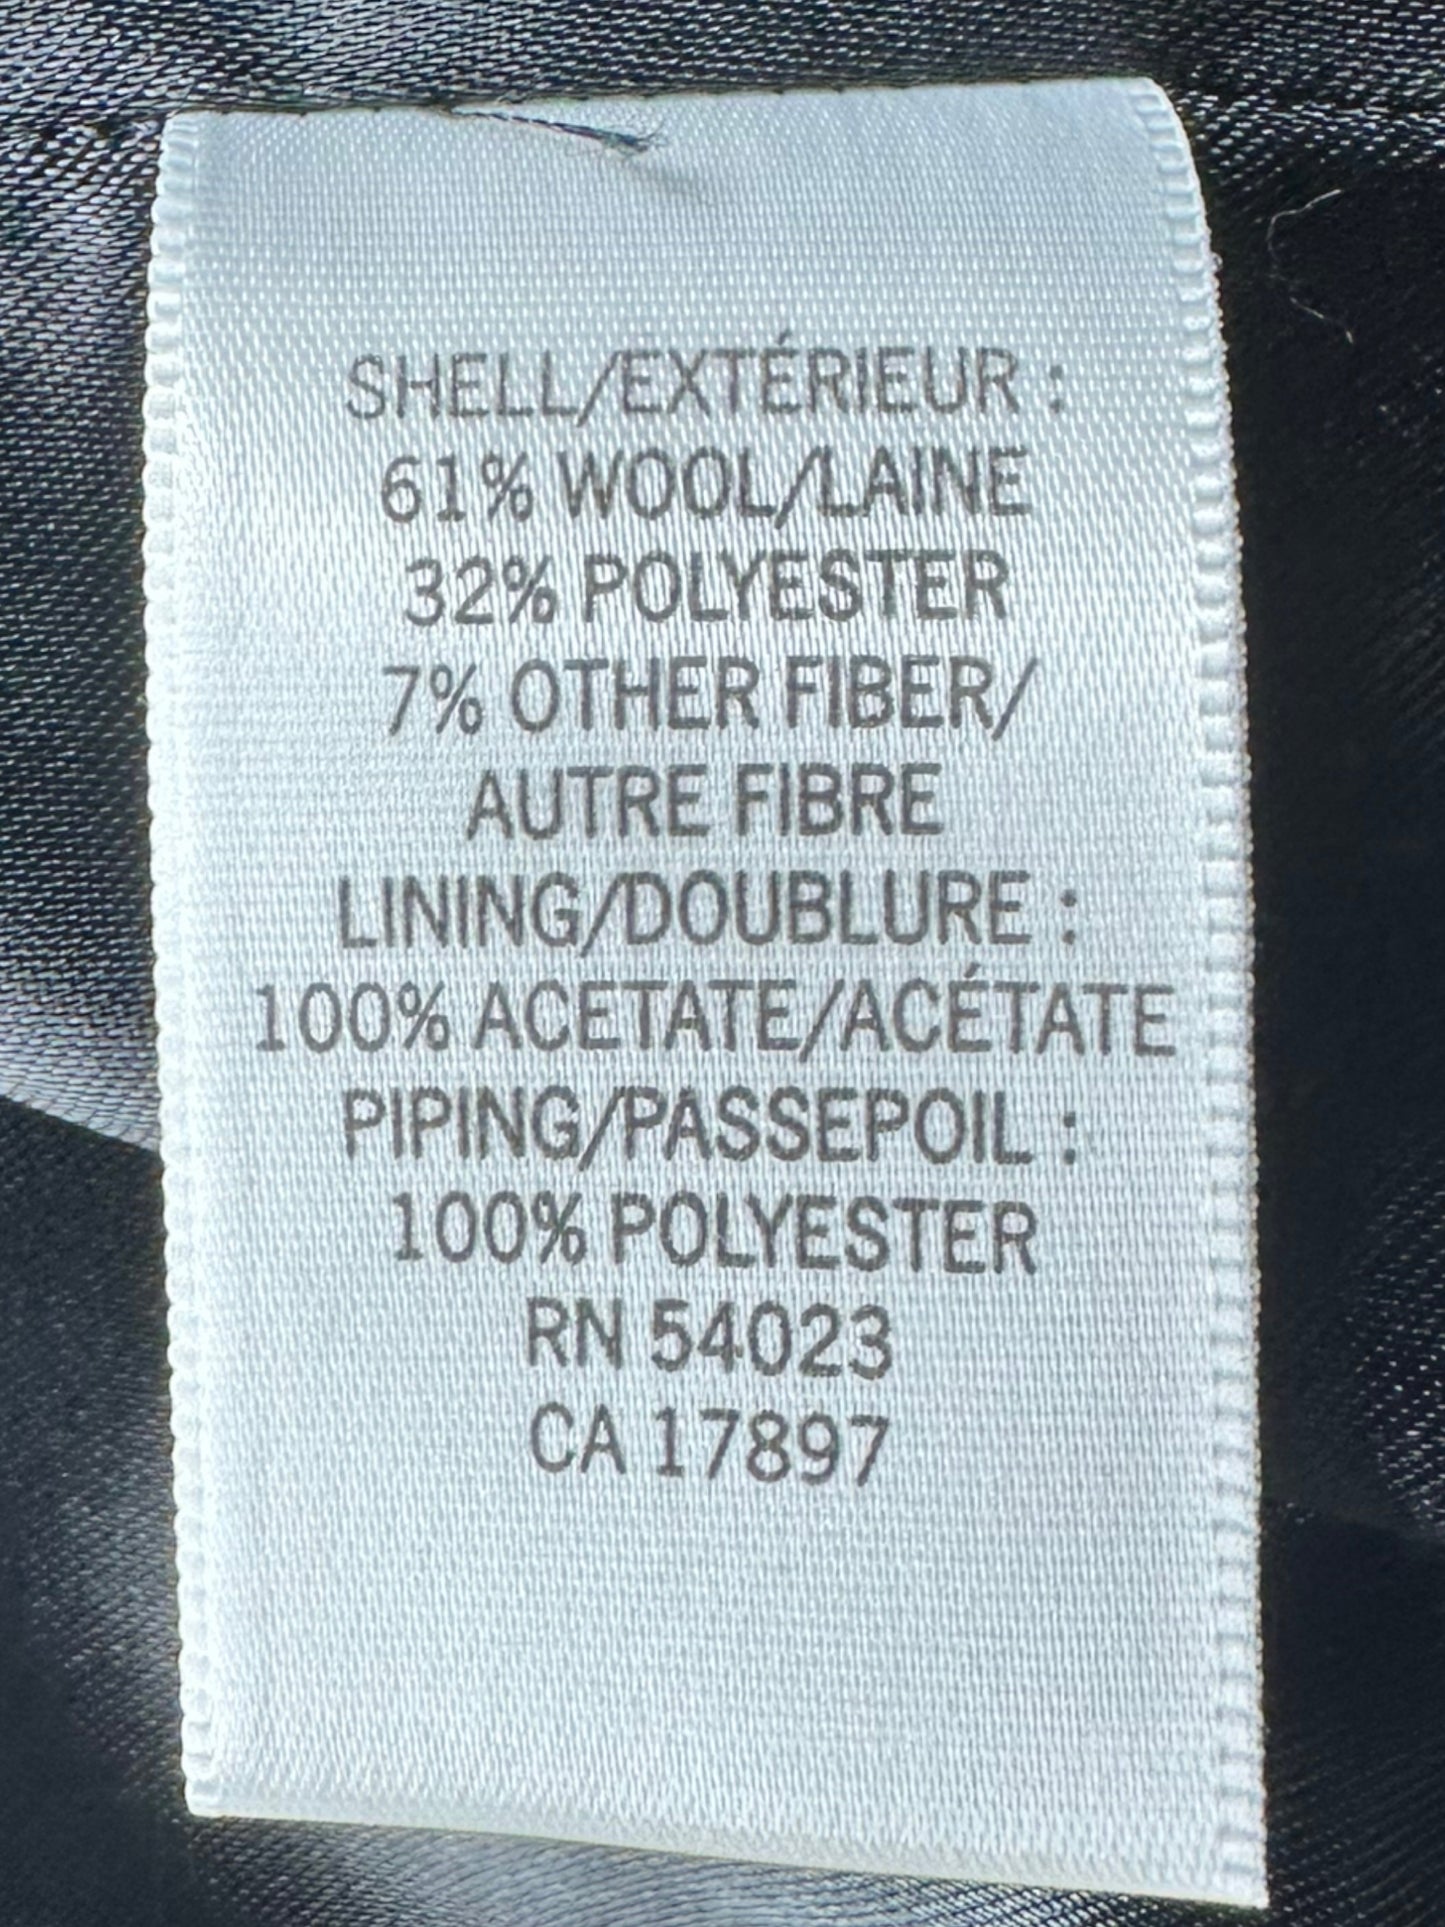 SHELL/EXTÉRIEUR :
61% WOOL/LAINE
32% POLYESTER
7% OTHER FIBER/
AUTRE FIBRE
LINING/DOUBLURE :
100% ACETATE/ACÉTATE
PIPING/PASSEPOIL :
100% POLYESTER
RN 54023
CA 17897